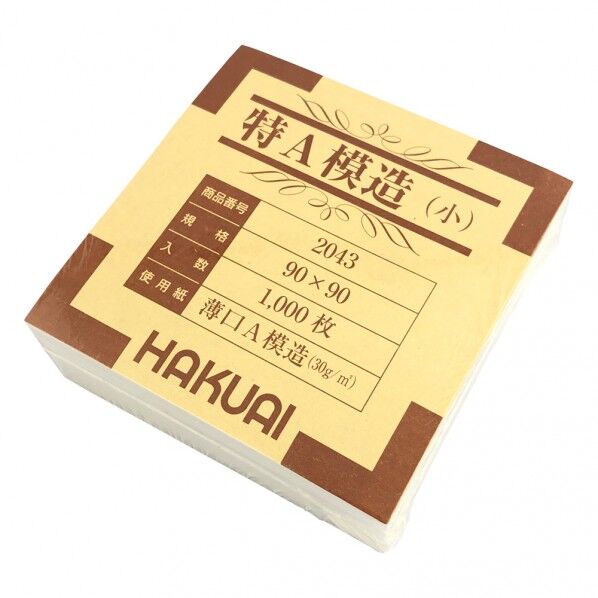 特A模造(小)
商品番号 2043
規格 90×90
入数 1,000枚
使用紙 薄口A模造(30g/㎡)
HAKUAI